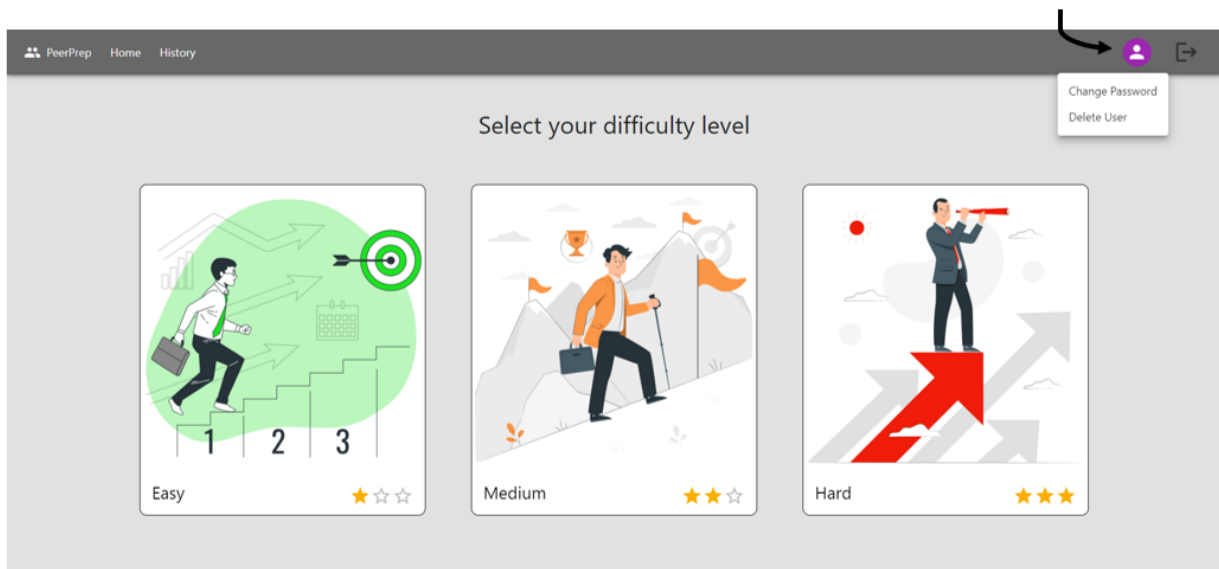 PeerPrep Home History
Change Password
Delete User
Select your difficulty level
1 2 3
Easy
Medium
Hard